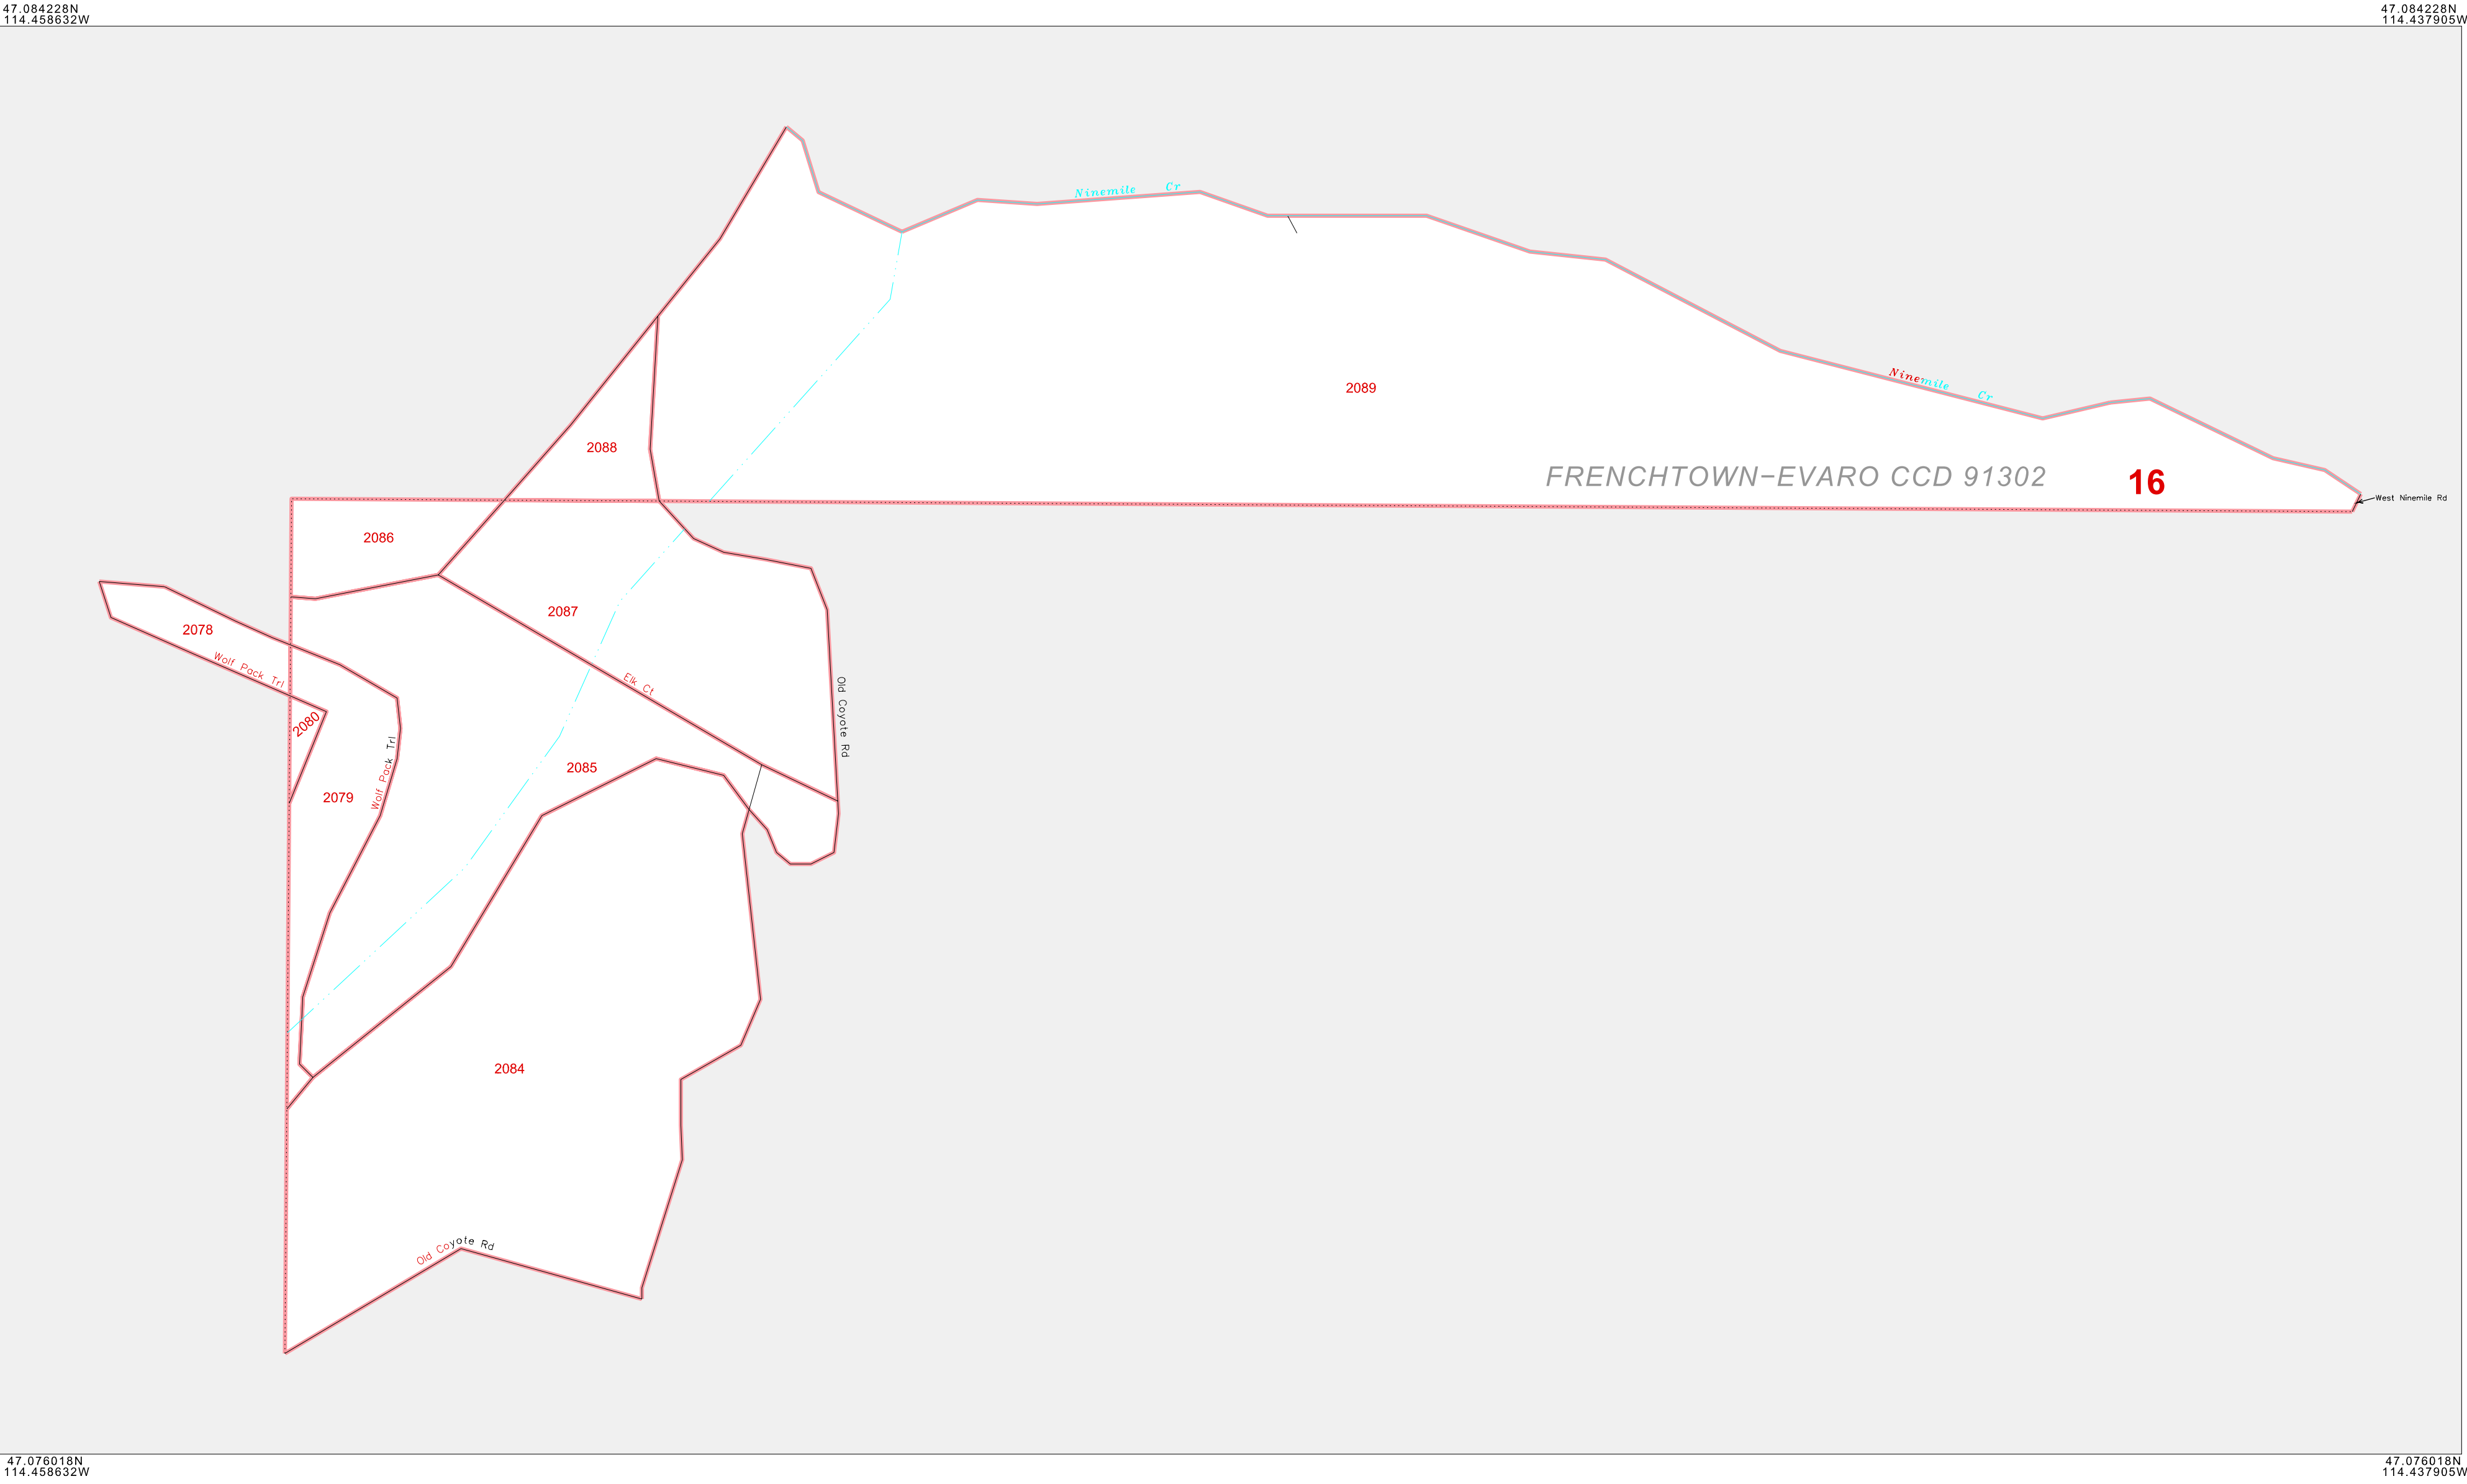 47.084228N
114.458632W
47.084228N
114.437905W
Ninemile Cr
Ninemile Cr
2089
2088
FRENCHTOWN-EVARO CCD 91302
16
West Ninemile Rd
2086
2087
2078
Wolf Pack Trl
Elk Ct
Old Coyote Rd
2080
Wolf Pack Trl
2085
2079
2084
Old Coyote Rd
47.076018N
114.458632W
47.076018N
114.437905W